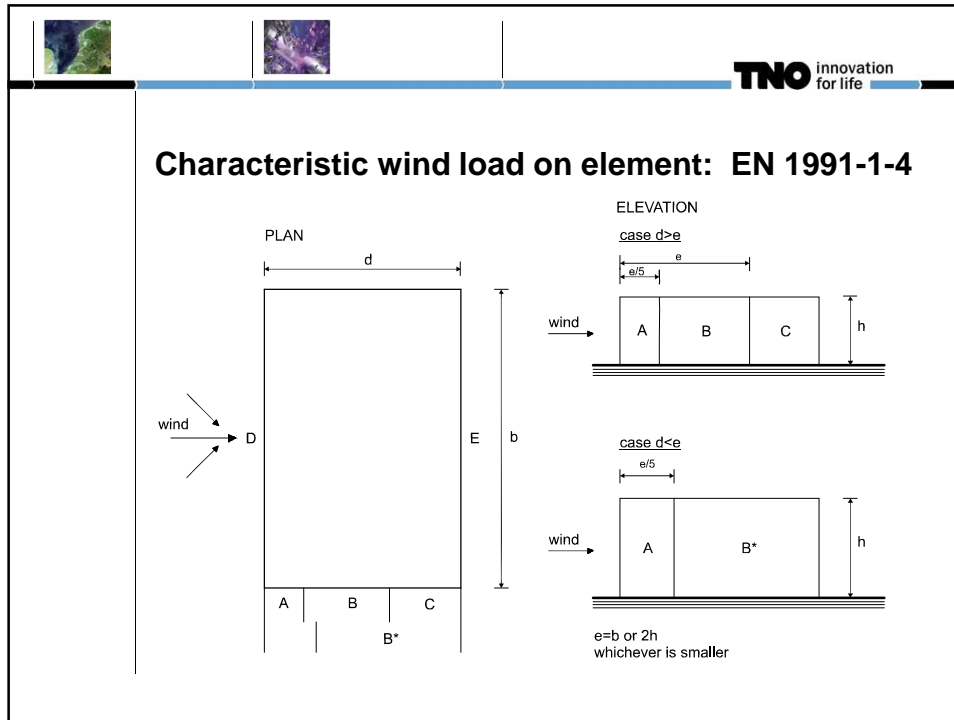 TNO innovation
for life
Characteristic wind load on element: EN 1991-1-4
PLAN
d
wind
D
E
b
A B C
B*
ELEVATION
case d>e
e
e/5
wind
A B C
h
case d<e
e/5
wind
A B*
h
e=b or 2h
whichever is smaller